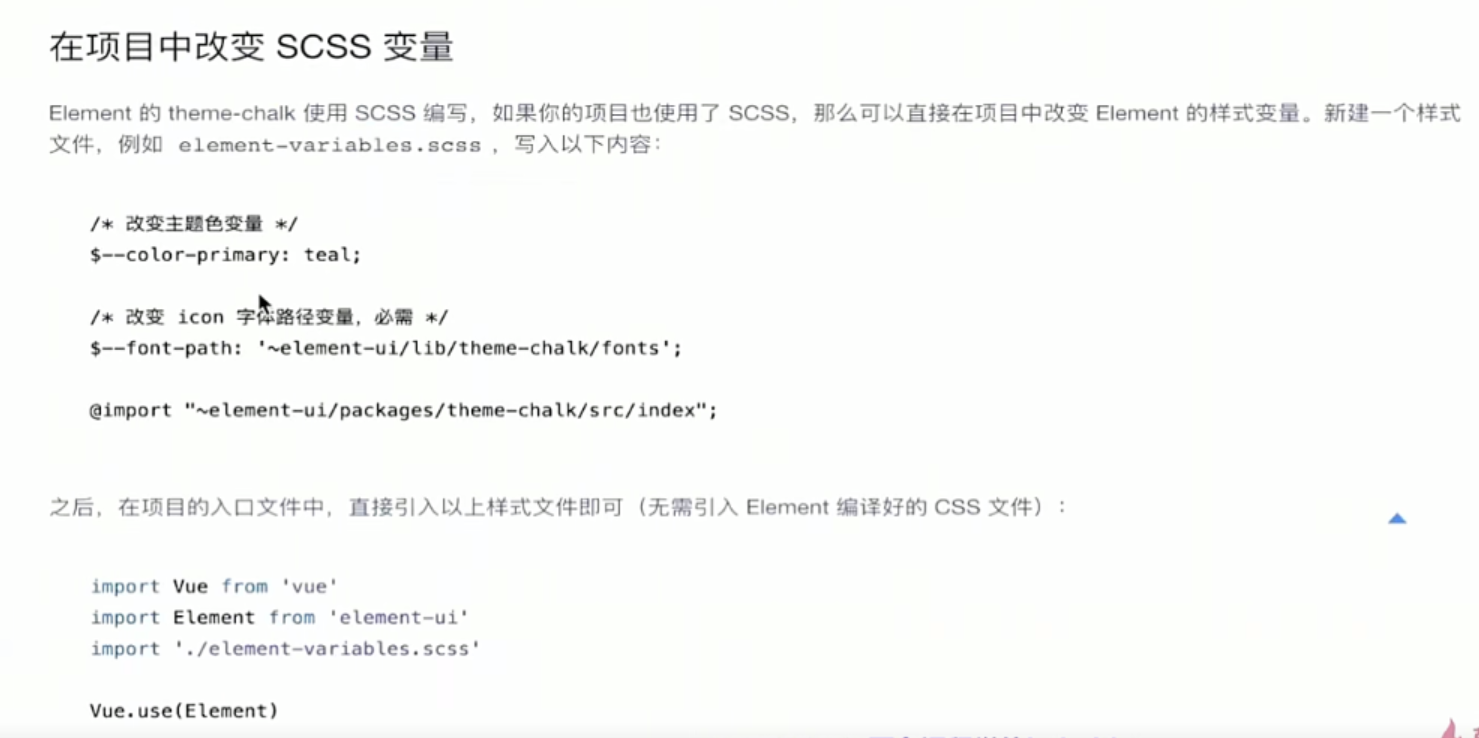 在项目中改变 SCSS 变量
Element 的 theme-chalk 使用 SCSS 编写，如果你的项目也使用了 SCSS，那么可以直接在项目中改变 Element 的样式变量。新建一个样式
文件，例如 element-variables.scss ，写入以下内容：
/* 改变主题色变量 */
$--color-primary: teal;
/* 改变 icon 字体路径变量，必需 */
$--font-path: '~element-ui/lib/theme-chalk/fonts';
@import "~element-ui/packages/theme-chalk/src/index";
之后，在项目的入口文件中，直接引入以上样式文件即可（无需引入 Element 编译好的 CSS 文件）：
import Vue from 'vue'
import Element from 'element-ui'
import './element-variables.scss'
Vue.use(Element)